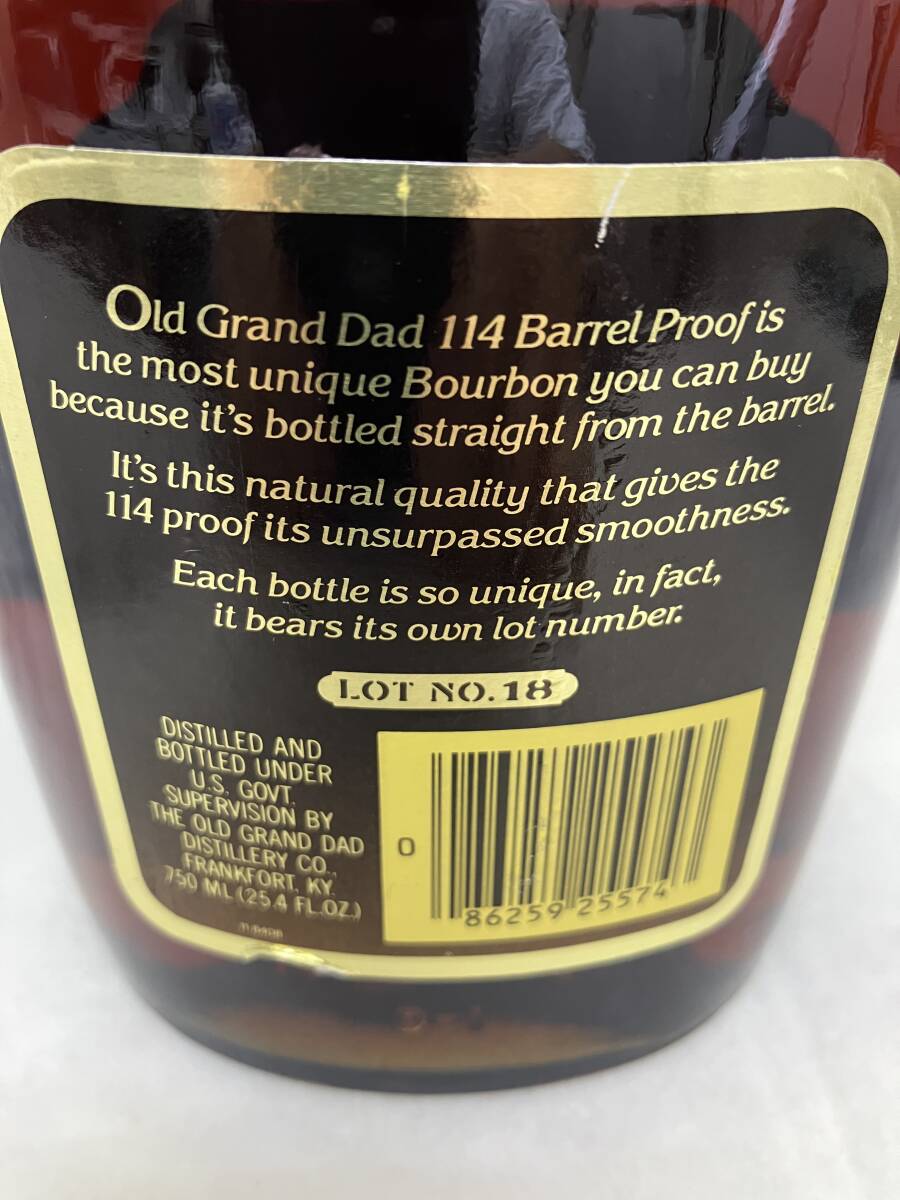 Old Grand Dad 114 Barrel Proof is
the most unique Bourbon you can buy
because it's bottled straight from the barrel.
It's this natural quality that gives the
114 proof its unsurpassed smoothness.
Each bottle is so unique, in fact,
it bears its own lot number.
LOT NO. 18
DISTILLED AND
BOTTLED UNDER
U.S. GOVT.
SUPERVISION BY
THE OLD GRAND DAD
DISTILLERY CO.,
FRANKFORT, KY.
750 ML (25.4 FL.OZ.)
0
86259 25574